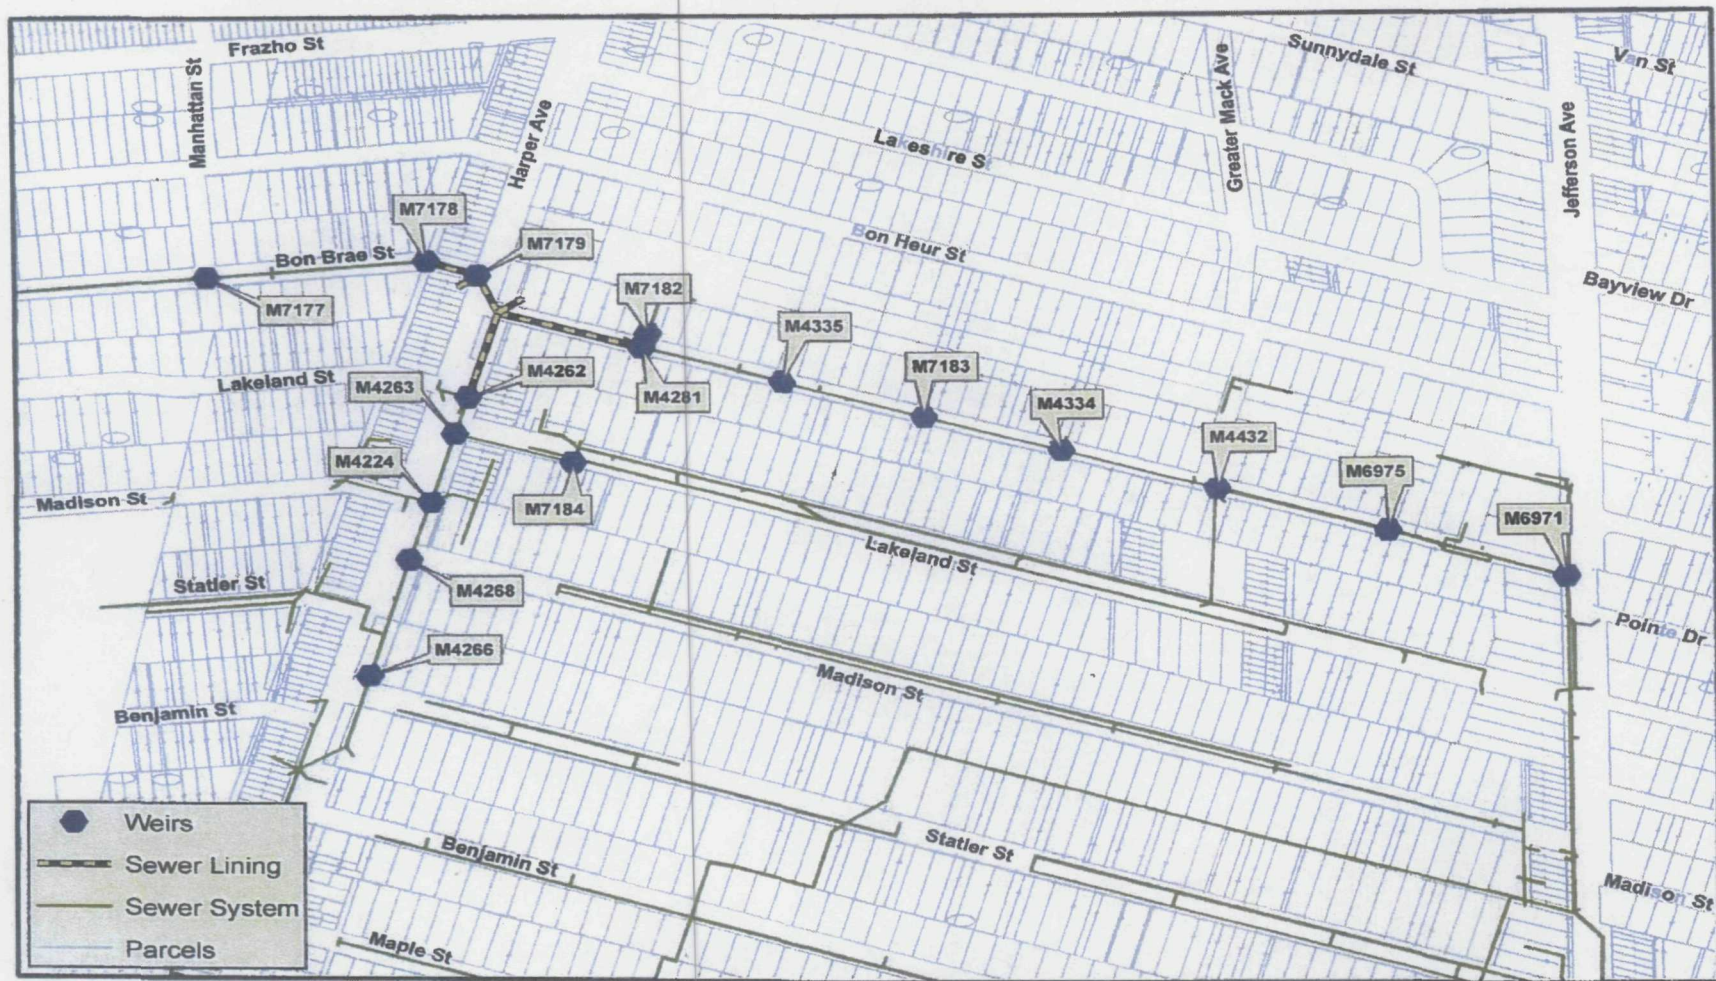 Frazho St
Manhattan St
Harper Ave
Greater Mack Ave
Sunnydale St
Van St
Jefferson Ave
Lakeshire St
M7178
M7179
Bon Brae St
Bon Heur St
M7177
M7182
Bayview Dr
M4335
M7183
Lakeland St
M4263
M4262
M4281
M4334
M4432
M4224
M6975
Madison St
M7184
M6971
Lakeland St
Statler St
M4268
Pointe Dr
M4266
Madison St
Benjamin St
Statler St
Benjamin St
Madison St
Maple St
Weirs
Sewer Lining
Sewer System
Parcels